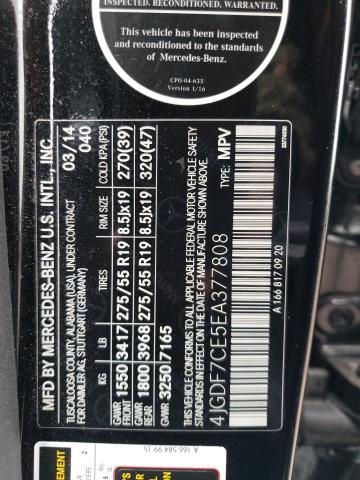 INSPECTED. RECONDITIONED. WARRANTED.
This vehicle has been inspected
and reconditioned to the standards
of Mercedes-Benz.
CPO-04-635
Version 1/16
MFD BY MERCEDES-BENZ U.S. INTL., INC.
TUSCALOOSA COUNTY, ALABAMA (USA), UNDER CONTRACT
FOR DAIMLER AG, STUTTGART (GERMANY)
03/14
040
KG LB TIRES RIM SIZE COLD KPA(PSI)
GAWR FRONT 1550 3417 275/55 R19 8.5Jx19 270(39)
GAWR REAR 1800 3968 275/55 R19 8.5Jx19 320(47)
GVWR 3250 7165
THIS VEHICLE CONFORMS TO ALL APPLICABLE FEDERAL MOTOR VEHICLE SAFETY
STANDARDS IN EFFECT ON THE DATE OF MANUFACTURE SHOWN ABOVE.
4JGDF7CE5EA377808 TYPE: MPV
A 166 817 09 20
A 166 584 99 15
2